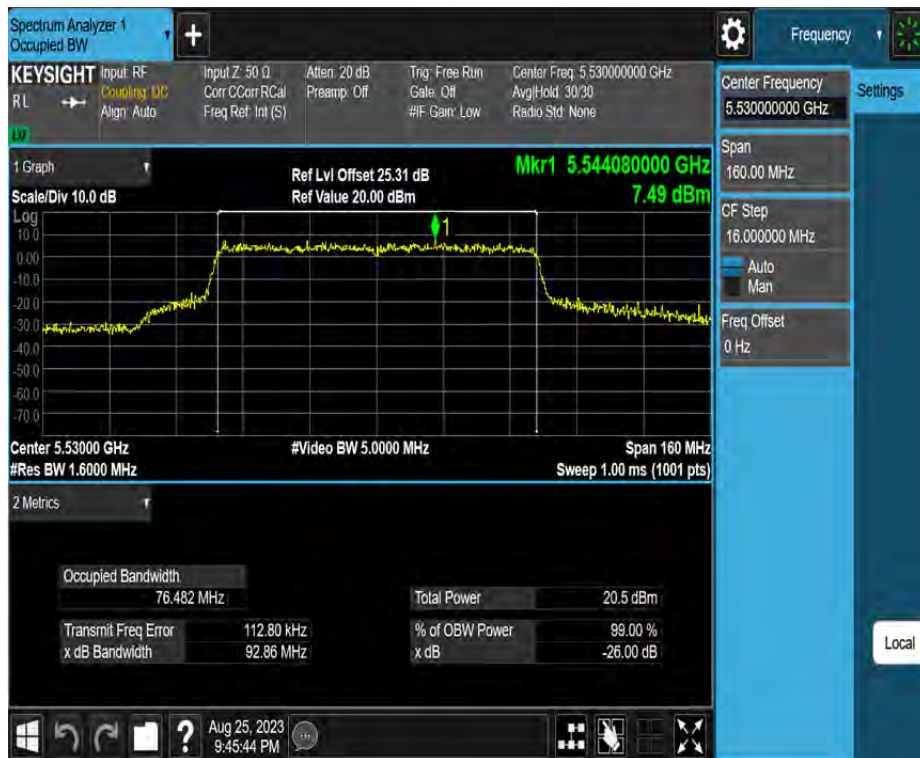 Spectrum Analyzer 1
Occupied BW
Frequency
KEYSIGHT
RL
Input: RF
Coupling: DC
Align: Auto
Input Z: 50 Ω
Corr CCorr RCal
Freq Ref: Int (S)
Atten: 20 dB
Preamp: Off
Trig: Free Run
Gate: Off
#IF Gain: Low
Center Freq: 5.530000000 GHz
Avg|Hold: 30/30
Radio Std: None
Center Frequency
5.530000000 GHz
Settings
Span
160.00 MHz
CF Step
16.000000 MHz
Auto
Man
Freq Offset
0 Hz
1 Graph
Scale/Div 10.0 dB
Ref Lvl Offset 25.31 dB
Ref Value 20.00 dBm
Mkr1 5.544080000 GHz
7.49 dBm
Log
10.0
0.00
-10.0
-20.0
-30.0
-40.0
-50.0
-60.0
-70.0
1
Center 5.53000 GHz
#Res BW 1.6000 MHz
#Video BW 5.0000 MHz
Span 160 MHz
Sweep 1.00 ms (1001 pts)
2 Metrics
Occupied Bandwidth
76.482 MHz
Transmit Freq Error 112.80 kHz
x dB Bandwidth 92.86 MHz
Total Power 20.5 dBm
% of OBW Power 99.00 %
x dB -26.00 dB
Local
Aug 25, 2023
9:45:44 PM